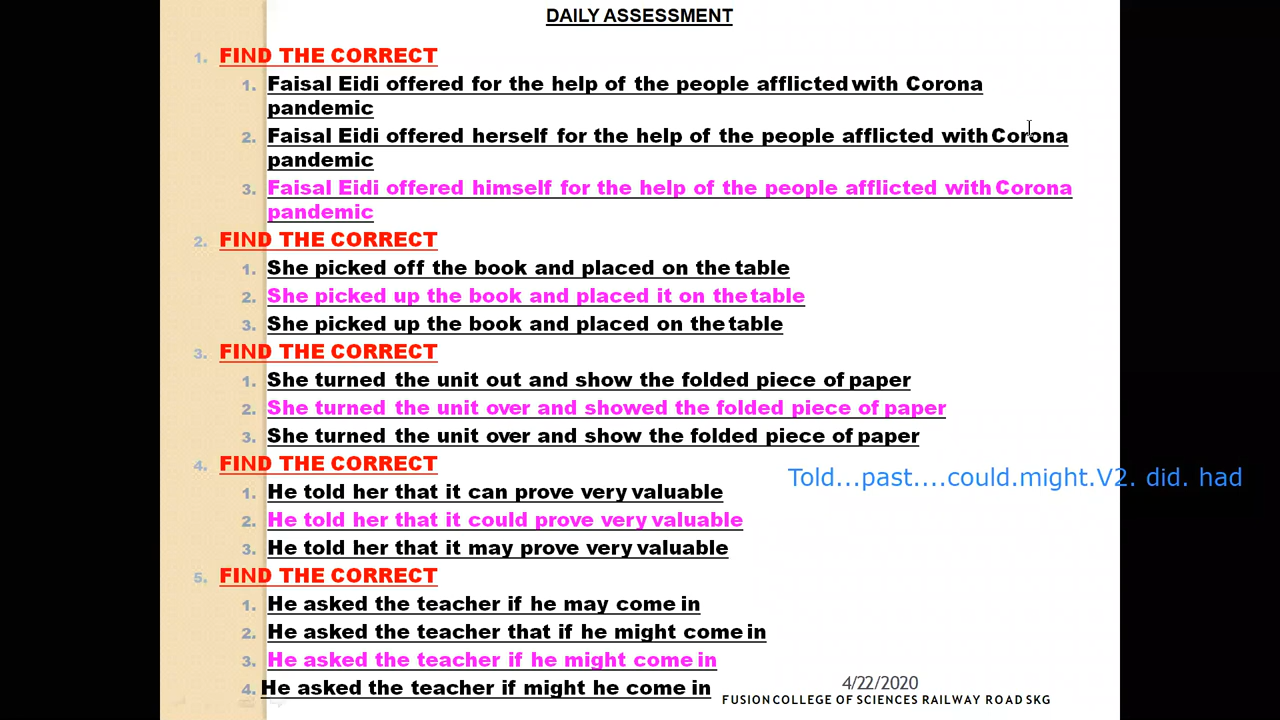 DAILY ASSESSMENT
1. FIND THE CORRECT
1. Faisal Eidi offered for the help of the people afflicted with Corona
pandemic
2. Faisal Eidi offered herself for the help of the people afflicted with Corona
pandemic
3. Faisal Eidi offered himself for the help of the people afflicted with Corona
pandemic
2. FIND THE CORRECT
1. She picked off the book and placed on the table
2. She picked up the book and placed it on the table
3. She picked up the book and placed on the table
3. FIND THE CORRECT
1. She turned the unit out and show the folded piece of paper
2. She turned the unit over and showed the folded piece of paper
3. She turned the unit over and show the folded piece of paper
4. FIND THE CORRECT
Told...past....could.might.V2. did. had
1. He told her that it can prove very valuable
2. He told her that it could prove very valuable
3. He told her that it may prove very valuable
5. FIND THE CORRECT
1. He asked the teacher if he may come in
2. He asked the teacher that if he might come in
3. He asked the teacher if he might come in
4. He asked the teacher if might he come in
4/22/2020
FUSION COLLEGE OF SCIENCES RAILWAY ROAD SKG